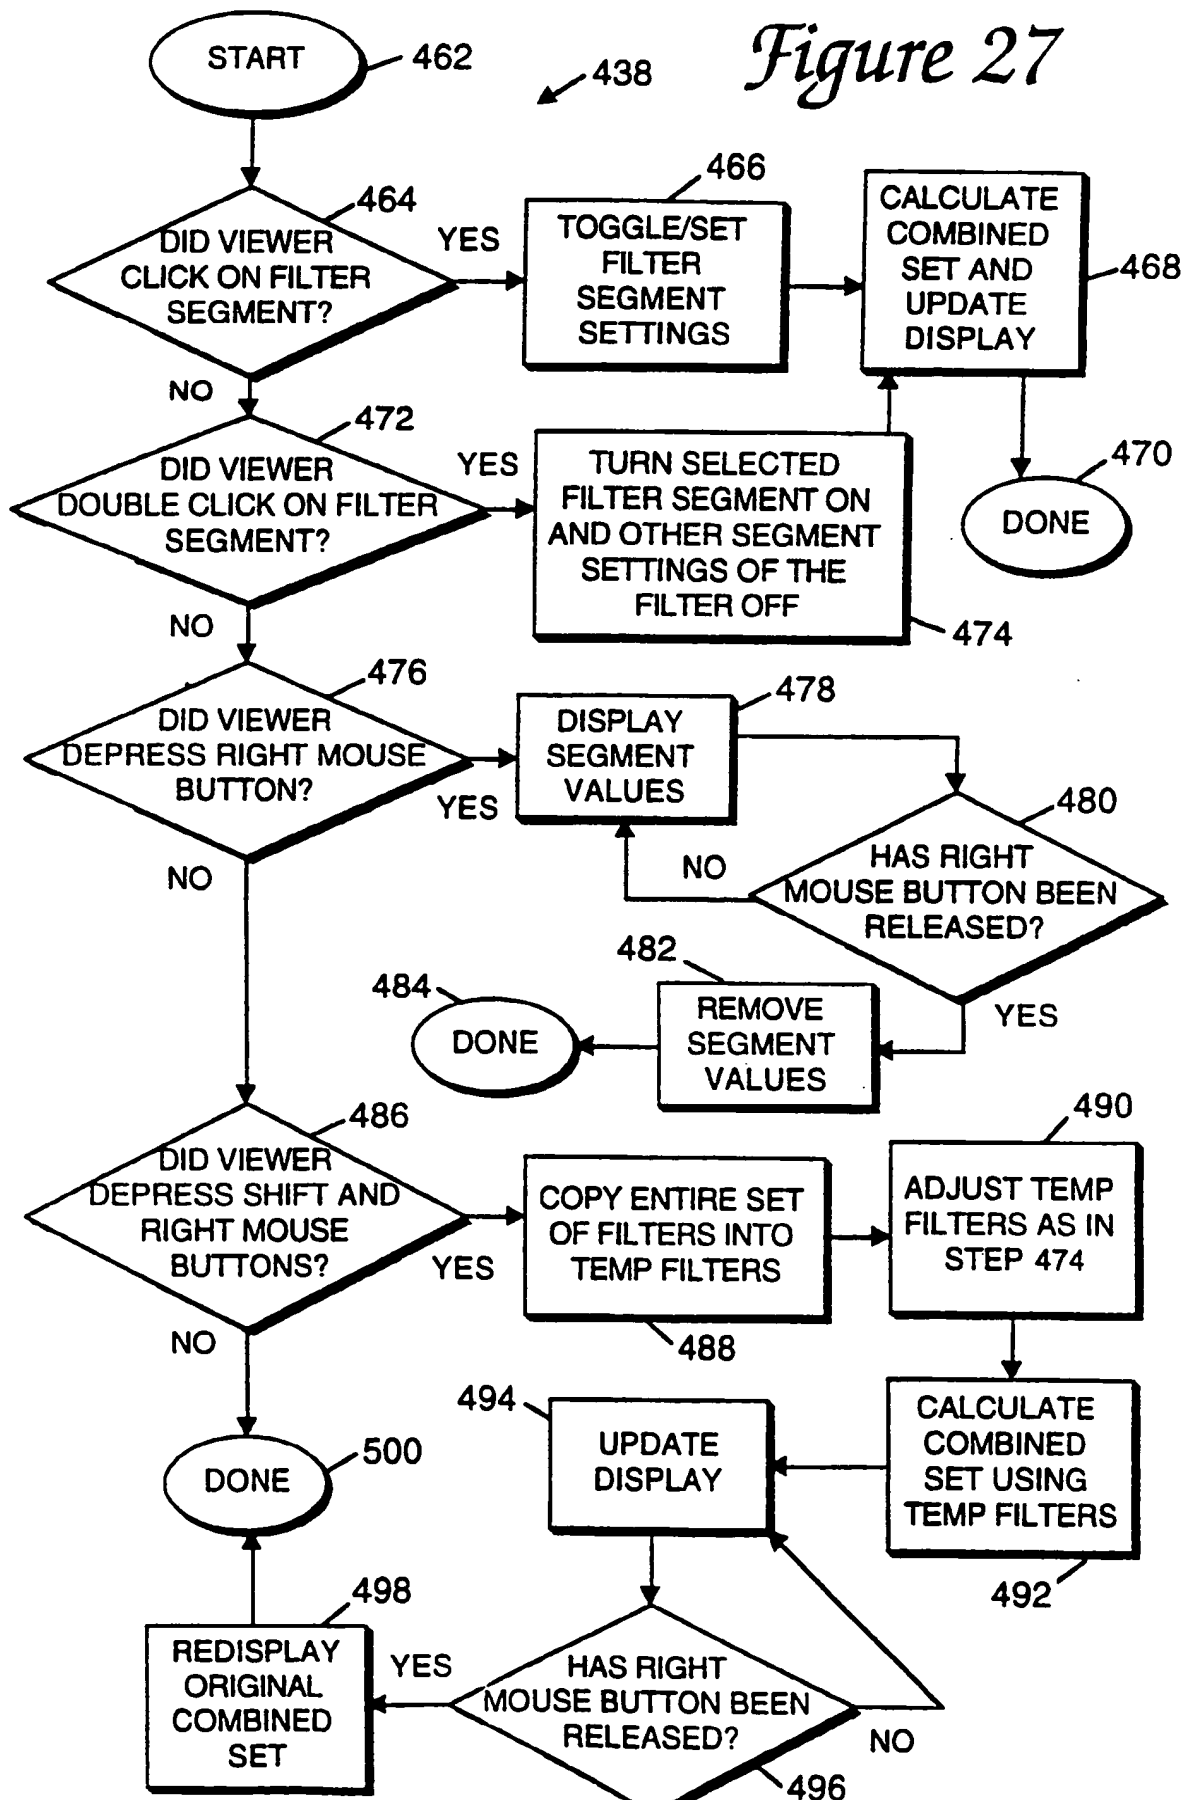 Figure 27
START
462
438
464
DID VIEWER
CLICK ON FILTER
SEGMENT?
YES
NO
466
TOGGLE/SET
FILTER
SEGMENT
SETTINGS
CALCULATE
COMBINED
SET AND
UPDATE
DISPLAY
468
470
DONE
472
DID VIEWER
DOUBLE CLICK ON FILTER
SEGMENT?
YES
NO
TURN SELECTED
FILTER SEGMENT ON
AND OTHER SEGMENT
SETTINGS OF THE
FILTER OFF
474
476
DID VIEWER
DEPRESS RIGHT MOUSE
BUTTON?
YES
NO
478
DISPLAY
SEGMENT
VALUES
480
HAS RIGHT
MOUSE BUTTON BEEN
RELEASED?
NO
YES
482
REMOVE
SEGMENT
VALUES
484
DONE
486
DID VIEWER
DEPRESS SHIFT AND
RIGHT MOUSE
BUTTONS?
YES
NO
COPY ENTIRE SET
OF FILTERS INTO
TEMP FILTERS
488
490
ADJUST TEMP
FILTERS AS IN
STEP 474
CALCULATE
COMBINED
SET USING
TEMP FILTERS
492
494
UPDATE
DISPLAY
500
DONE
498
REDISPLAY
ORIGINAL
COMBINED
SET
YES
HAS RIGHT
MOUSE BUTTON BEEN
RELEASED?
NO
496